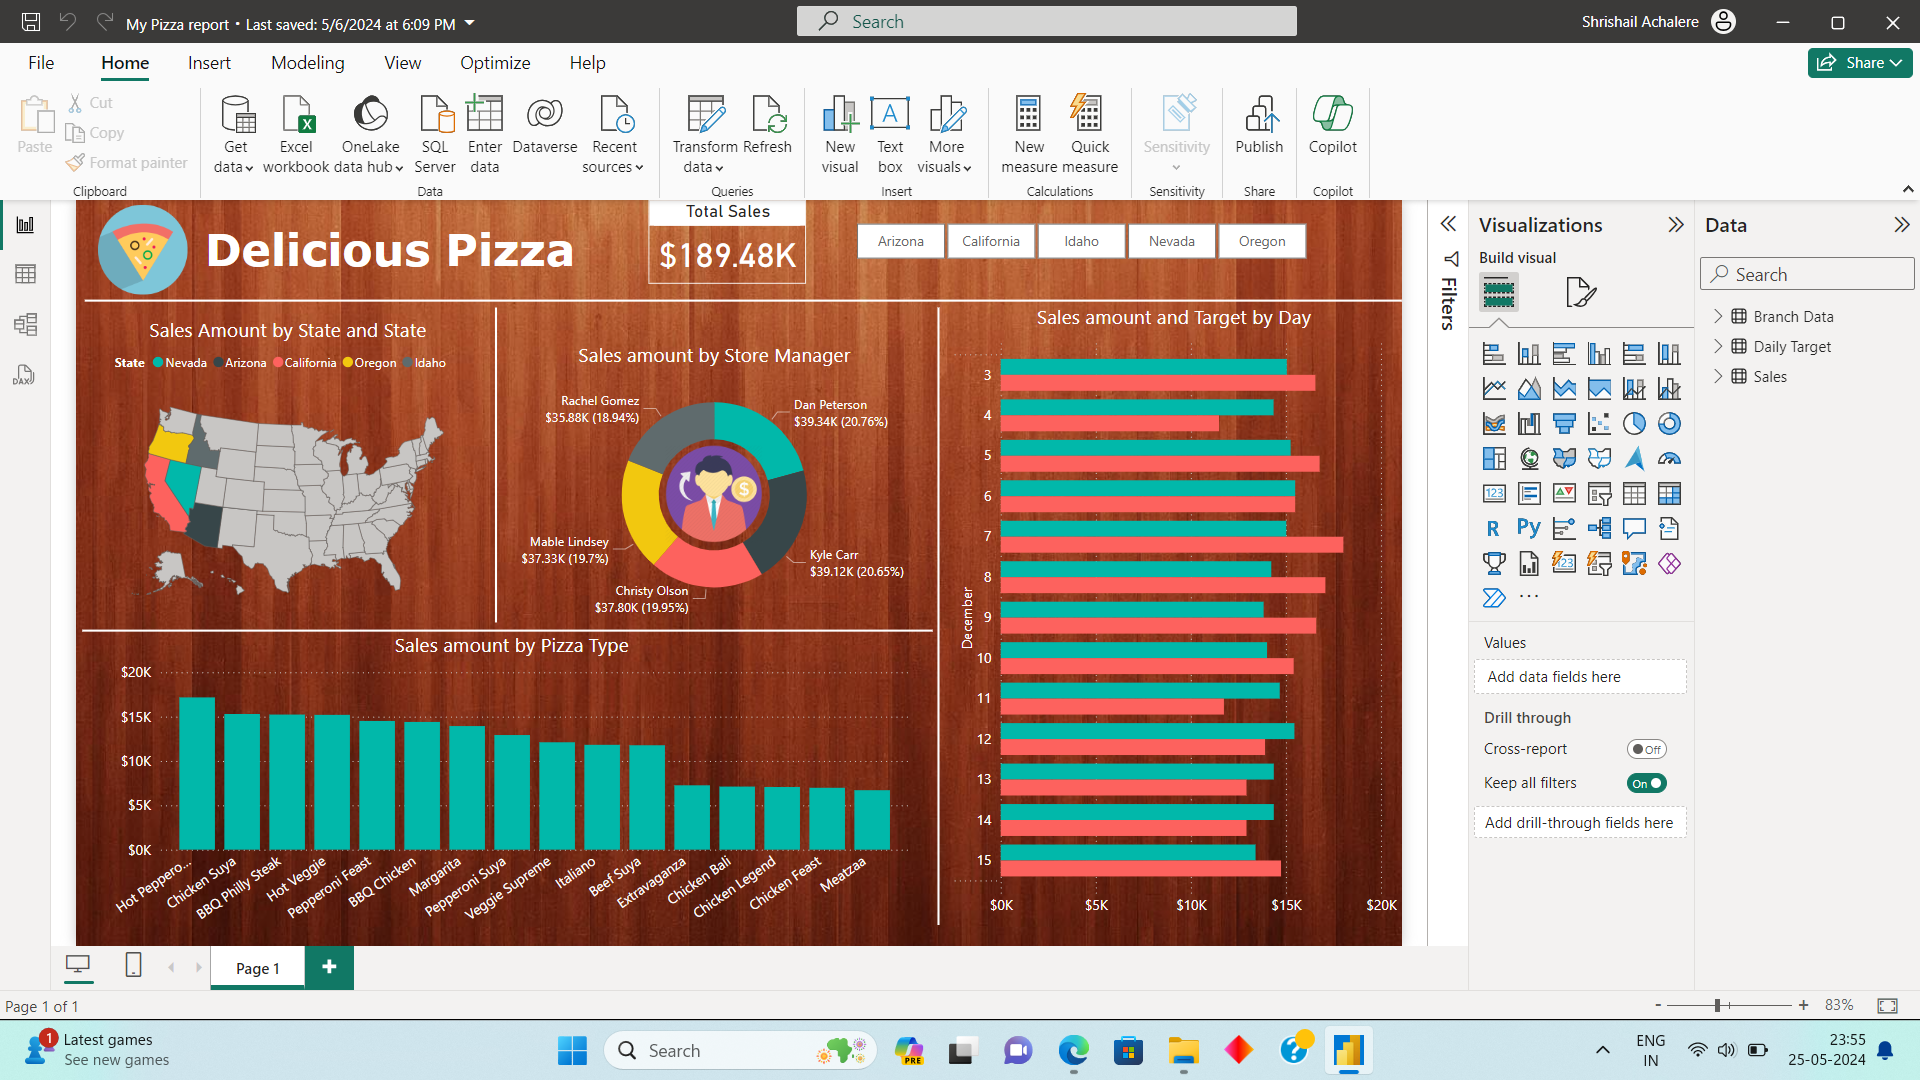 My Pizza report • Last saved: 5/6/2024 at 6:09 PM
Search
Shrishail Achalere
File Home Insert Modeling View Optimize Help
Share
Paste
Cut
Copy
Format painter
Clipboard
Get data
Excel workbook
OneLake data hub
SQL Server
Enter data
Dataverse
Recent sources
Data
Transform data
Refresh
Queries
New visual
Text box
More visuals
Insert
New measure
Quick measure
Calculations
Sensitivity
Sensitivity
Publish
Share
Copilot
Copilot
Delicious Pizza
Total Sales
$189.48K
Arizona
California
Idaho
Nevada
Oregon
Sales Amount by State and State
State Nevada Arizona California Oregon Idaho
Sales amount by Store Manager
Rachel Gomez
$35.88K (18.94%)
Dan Peterson
$39.34K (20.76%)
Mable Lindsey
$37.33K (19.7%)
Kyle Carr
$39.12K (20.65%)
Christy Olson
$37.80K (19.95%)
Sales amount by Pizza Type
$20K
$15K
$10K
$5K
$0K
Hot Peppero...
Chicken Suya
BBQ Philly Steak
Hot Veggie
Pepperoni Feast
BBQ Chicken
Margarita
Pepperoni Suya
Veggie Supreme
Italiano
Beef Suya
Extravaganza
Chicken Bali
Chicken Legend
Chicken Feast
Meatzaa
Sales amount and Target by Day
December
3
4
5
6
7
8
9
10
11
12
13
14
15
$0K $5K $10K $15K $20K
Filters
Visualizations
Build visual
123
R
Py
123
Values
Add data fields here
Drill through
Cross-report
Off
Keep all filters
On
Add drill-through fields here
Data
Search
Branch Data
Daily Target
Sales
DAX
Page 1
Page 1 of 1
- + 83%
1
Latest games
See new games
Search
PRE
ENG
IN
23:55
25-05-2024